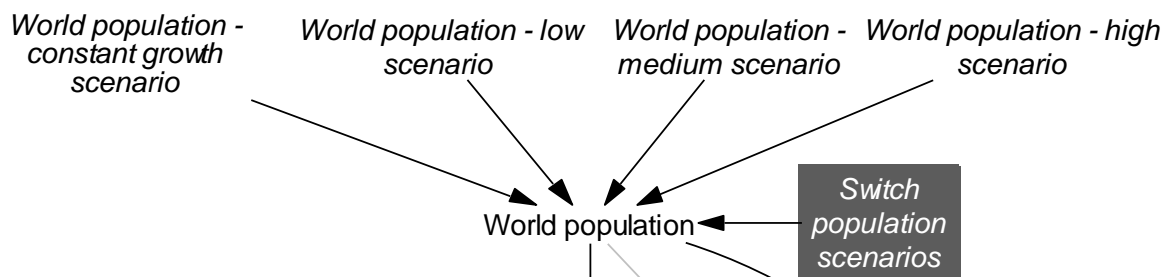 World population -
constant growth
scenario
World population - low
scenario
World population -
medium scenario
World population - high
scenario
World population
Switch
population
scenarios